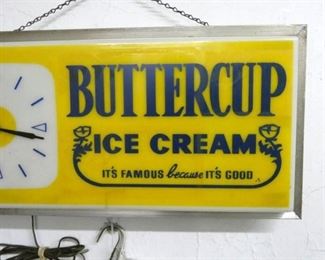 BUTTERCUP
ICE CREAM
IT'S FAMOUS because IT'S GOOD